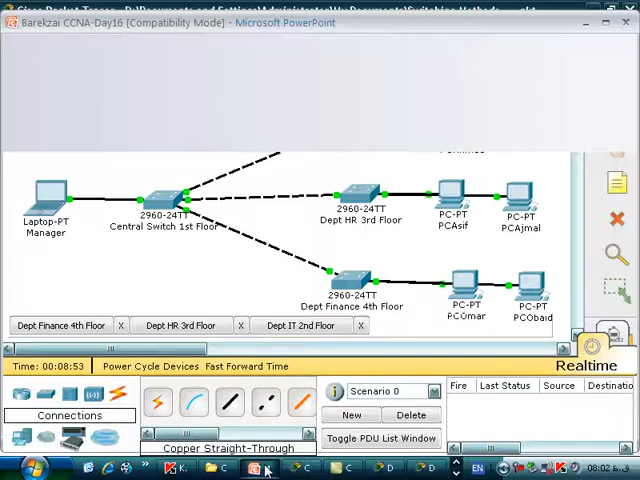 Barekzai CCNA-Day16 [Compatibility Mode] - Microsoft PowerPoint
2960-24TT
Central Switch 1st Floor
Laptop-PT
Manager
2960-24TT
Dept HR 3rd Floor
PC-PT
PCAsif
PC-PT
PCAjmal
2960-24TT
Dept Finance 4th Floor
PC-PT
PCOmar
PC-PT
PCObaid
Dept Finance 4th Floor X
Dept HR 3rd Floor X
Dept IT 2nd Floor X
Time: 00:08:53 Power Cycle Devices Fast Forward Time
Realtime
Connections
Copper Straight-Through
Scenario 0
New Delete
Toggle PDU List Window
Fire Last Status Source Destinatio
K. C C D D EN